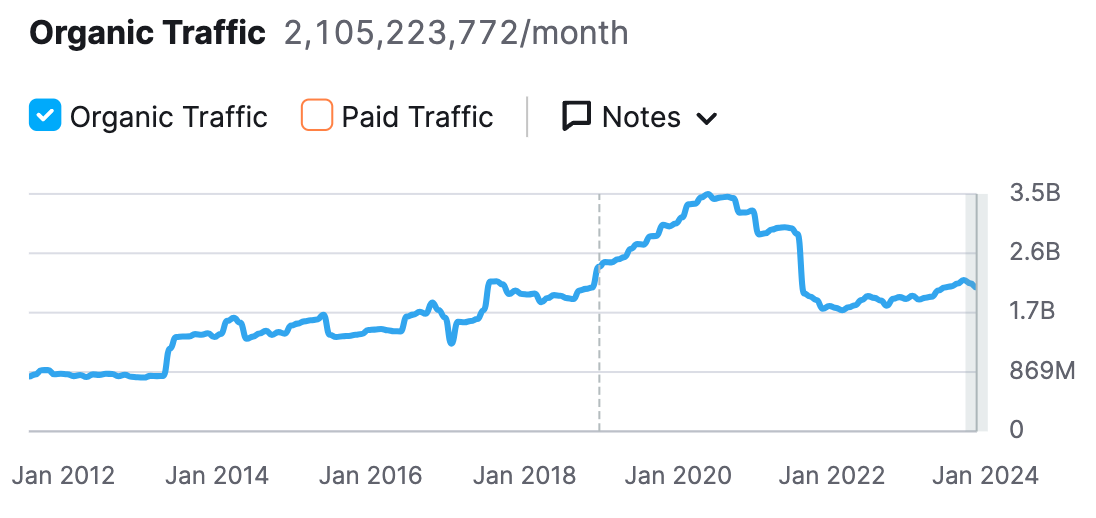 Organic Traffic 2,105,223,772/month
Organic Traffic Paid Traffic Notes
3.5B
2.6B
1.7B
869M
0
Jan 2012 Jan 2014 Jan 2016 Jan 2018 Jan 2020 Jan 2022 Jan 2024